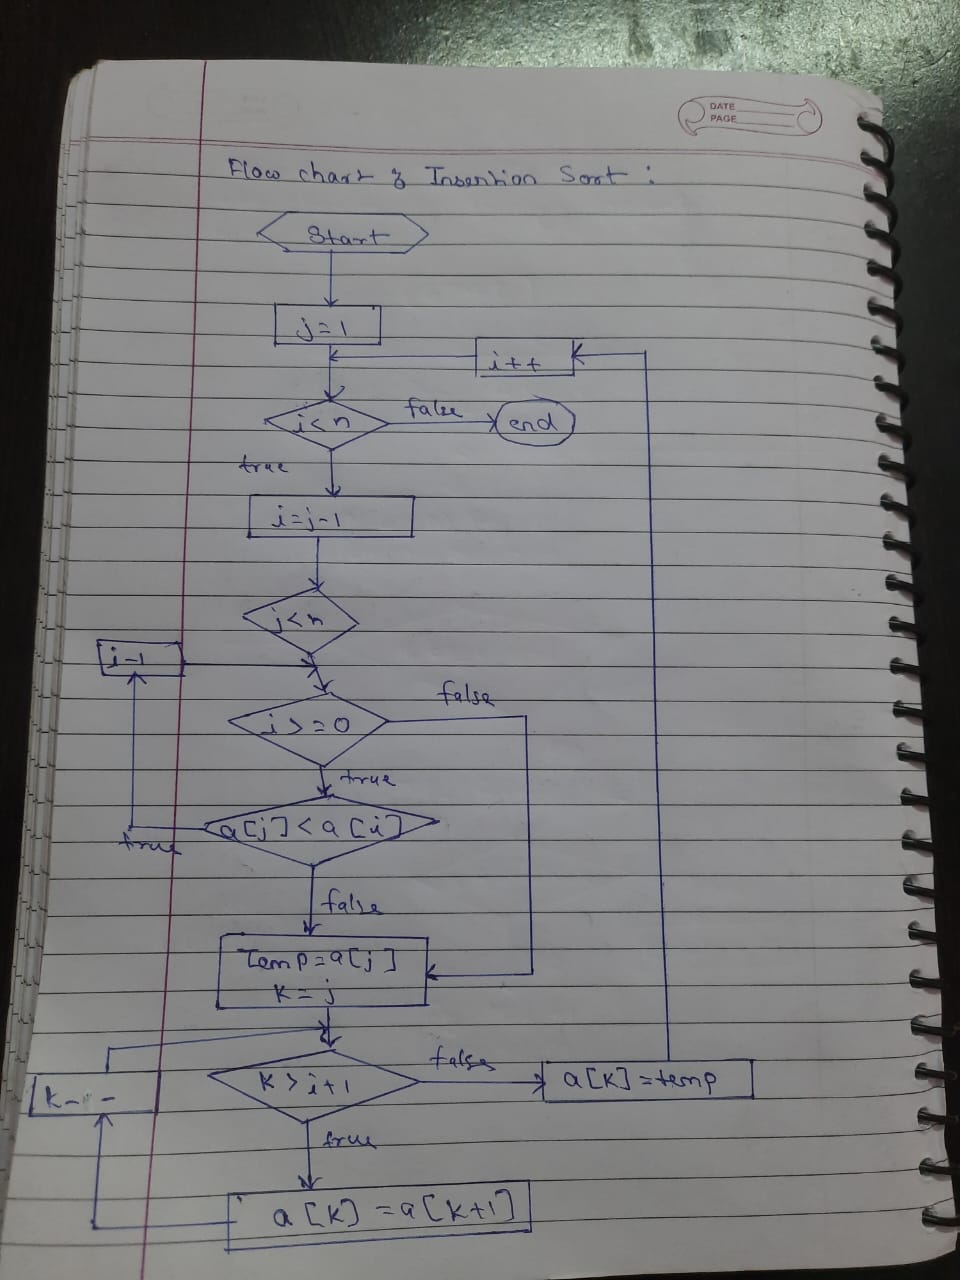 DATE
PAGE
Flow chart of Insertion Sort :
Start
j=1
i++
i<n
false
end
true
i=j-1
j<n
i-1
i>=0
false
true
a[j]<a[i]
true
false
Temp=a[j]
K=j
K>i+1
false
a[K]=temp
K--
true
a[K]=a[K+1]